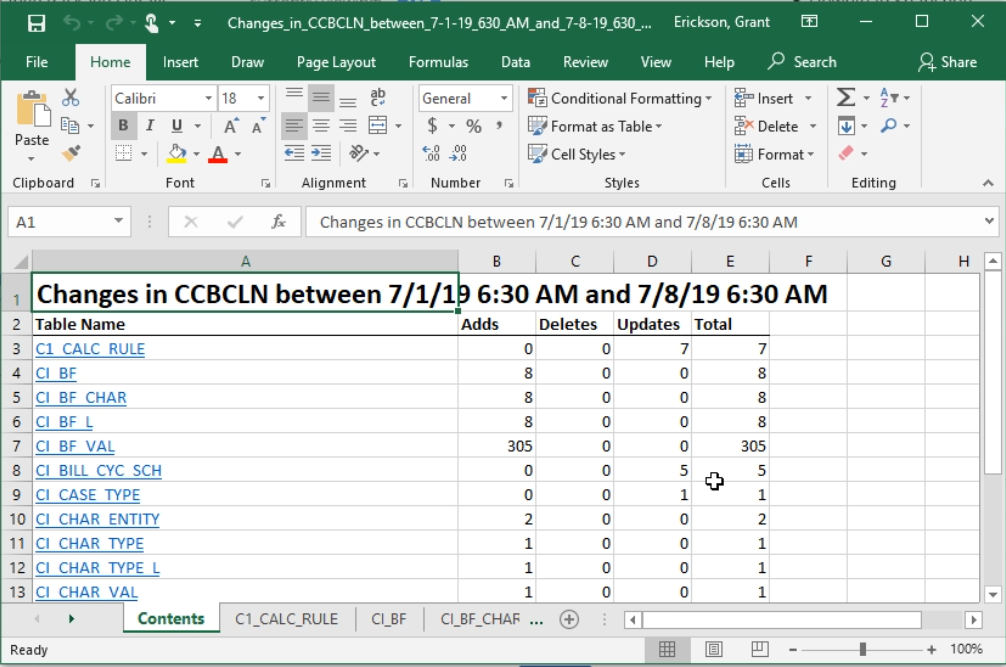 Changes_in_CCBCLN_between_7-1-19_630_AM_and_7-8-19_630_... Erickson, Grant
File Home Insert Draw Page Layout Formulas Data Review View Help Search Share
Calibri 18 ab General Conditional Formatting Insert
Paste B I U A A $ % , Format as Table Delete
A Cell Styles Format
Clipboard Font Alignment Number Styles Cells Editing
A1 fx Changes in CCBCLN between 7/1/19 6:30 AM and 7/8/19 6:30 AM
A B C D E F G H
1 Changes in CCBCLN between 7/1/19 6:30 AM and 7/8/19 6:30 AM
2 Table Name Adds Deletes Updates Total
3 C1_CALC_RULE 0 0 7 7
4 CI_BF 8 0 0 8
5 CI_BF_CHAR 8 0 0 8
6 CI_BF_L 8 0 0 8
7 CI_BF_VAL 305 0 0 305
8 CI_BILL_CYC_SCH 0 0 5 5
9 CI_CASE_TYPE 0 0 1 1
10 CI_CHAR_ENTITY 2 0 0 2
11 CI_CHAR_TYPE 1 0 0 1
12 CI_CHAR_TYPE_L 1 0 0 1
13 CI_CHAR_VAL 1 0 0 1
Contents C1_CALC_RULE CI_BF CI_BF_CHAR ...
Ready 100%